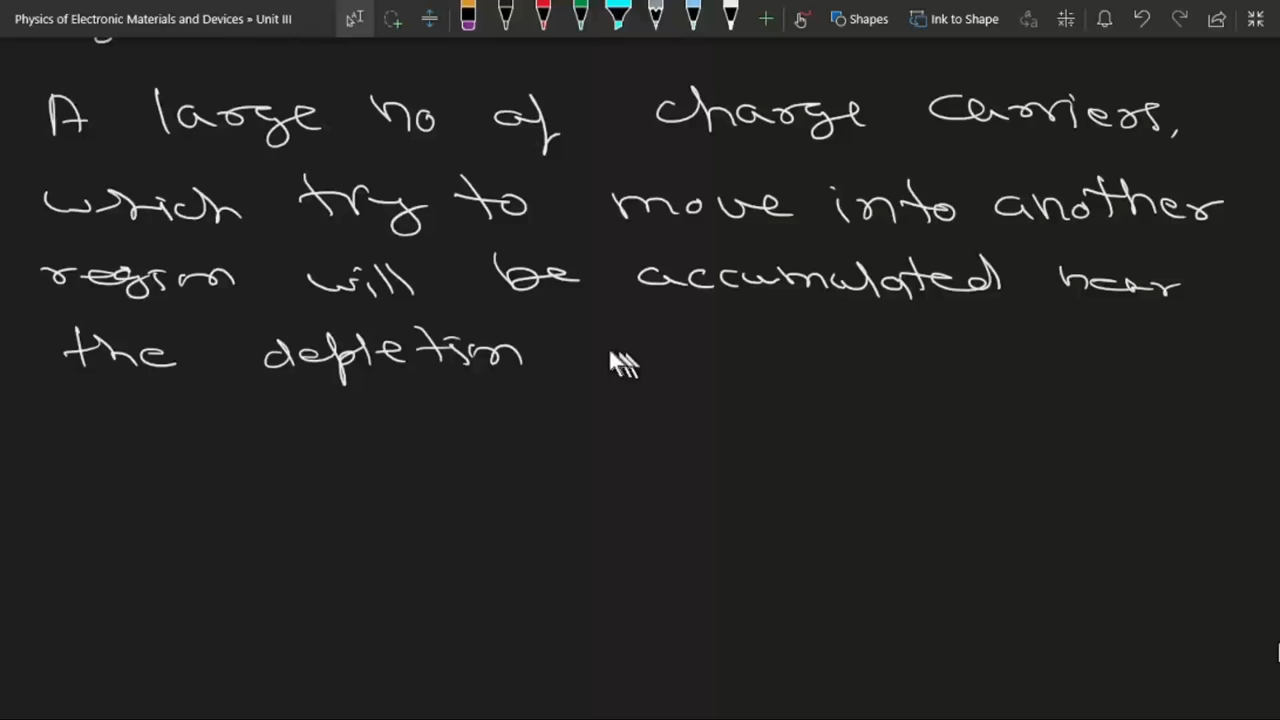 Physics of Electronic Materials and Devices » Unit III
Shapes
Ink to Shape
A large no of charge carriers,
which try to move into another
region will be accumulated near
the depletion